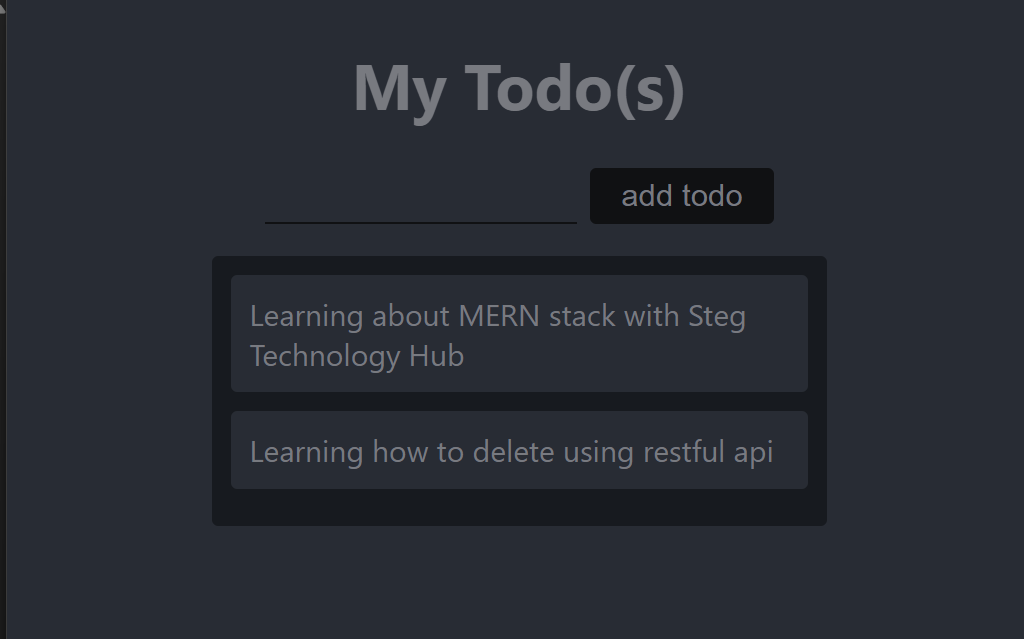 My Todo(s)
add todo
Learning about MERN stack with Steg
Technology Hub
Learning how to delete using restful api